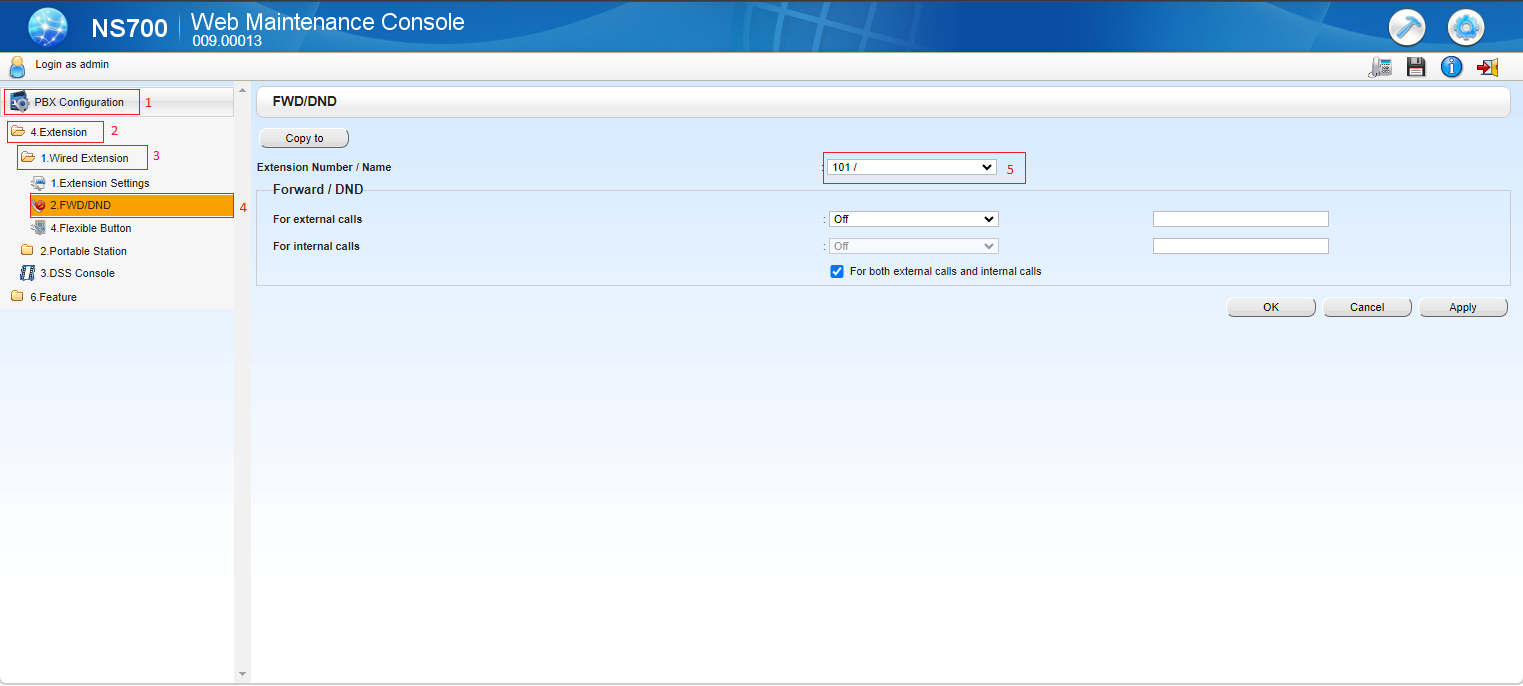 NS700
Web Maintenance Console
009.00013
Login as admin
PBX Configuration 1
4.Extension 2
1.Wired Extension 3
1.Extension Settings
2.FWD/DND 4
4.Flexible Button
2.Portable Station
3.DSS Console
6.Feature
FWD/DND
Copy to
Extension Number / Name : 101 / 5
Forward / DND
For external calls : Off
For internal calls : Off
For both external calls and internal calls
OK Cancel Apply